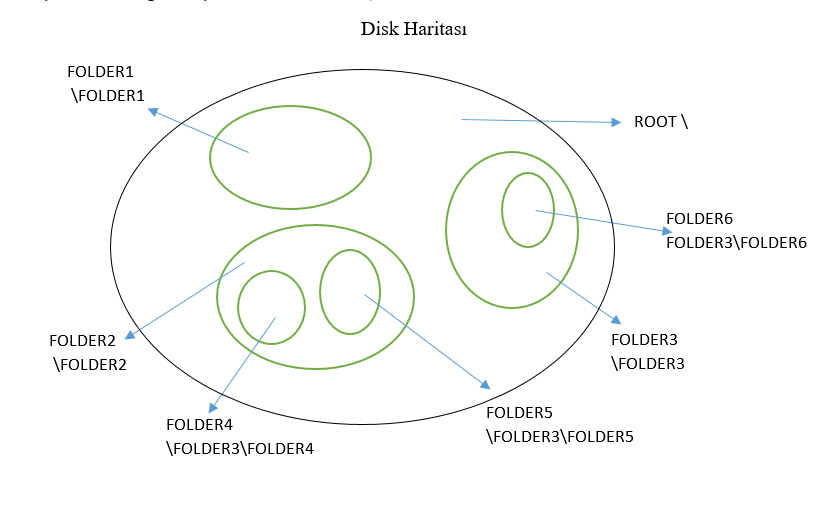 Disk Haritası
FOLDER1
\FOLDER1
ROOT \
FOLDER6
FOLDER3\FOLDER6
FOLDER2
\FOLDER2
FOLDER3
\FOLDER3
FOLDER4
\FOLDER3\FOLDER4
FOLDER5
\FOLDER3\FOLDER5